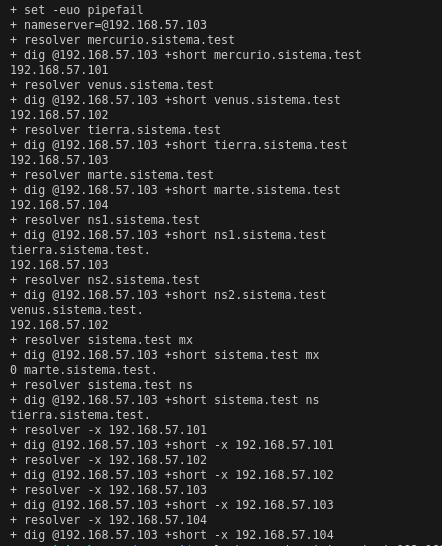 + set -euo pipefail
+ nameserver=@192.168.57.103
+ resolver mercurio.sistema.test
+ dig @192.168.57.103 +short mercurio.sistema.test
192.168.57.101
+ resolver venus.sistema.test
+ dig @192.168.57.103 +short venus.sistema.test
192.168.57.102
+ resolver tierra.sistema.test
+ dig @192.168.57.103 +short tierra.sistema.test
192.168.57.103
+ resolver marte.sistema.test
+ dig @192.168.57.103 +short marte.sistema.test
192.168.57.104
+ resolver ns1.sistema.test
+ dig @192.168.57.103 +short ns1.sistema.test
tierra.sistema.test.
192.168.57.103
+ resolver ns2.sistema.test
+ dig @192.168.57.103 +short ns2.sistema.test
venus.sistema.test.
192.168.57.102
+ resolver sistema.test mx
+ dig @192.168.57.103 +short sistema.test mx
0 marte.sistema.test.
+ resolver sistema.test ns
+ dig @192.168.57.103 +short sistema.test ns
tierra.sistema.test.
+ resolver -x 192.168.57.101
+ dig @192.168.57.103 +short -x 192.168.57.101
+ resolver -x 192.168.57.102
+ dig @192.168.57.103 +short -x 192.168.57.102
+ resolver -x 192.168.57.103
+ dig @192.168.57.103 +short -x 192.168.57.103
+ resolver -x 192.168.57.104
+ dig @192.168.57.103 +short -x 192.168.57.104